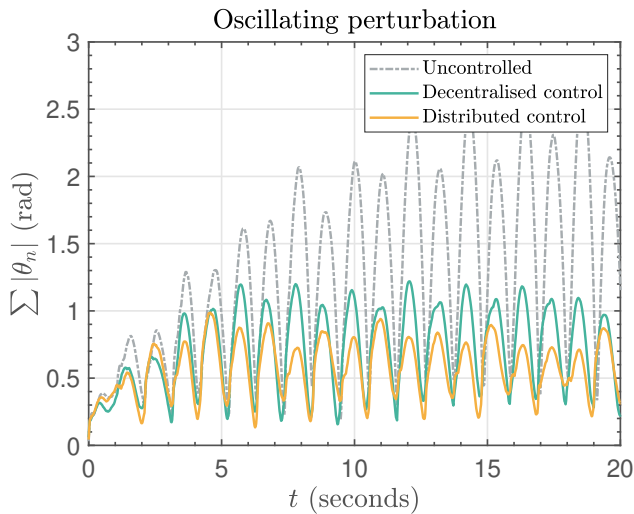 Oscillating perturbation
3
2.5
2
1.5
1
0.5
0
∑ |θₙ| (rad)
Uncontrolled
Decentralised control
Distributed control
0 5 10 15 20
t (seconds)